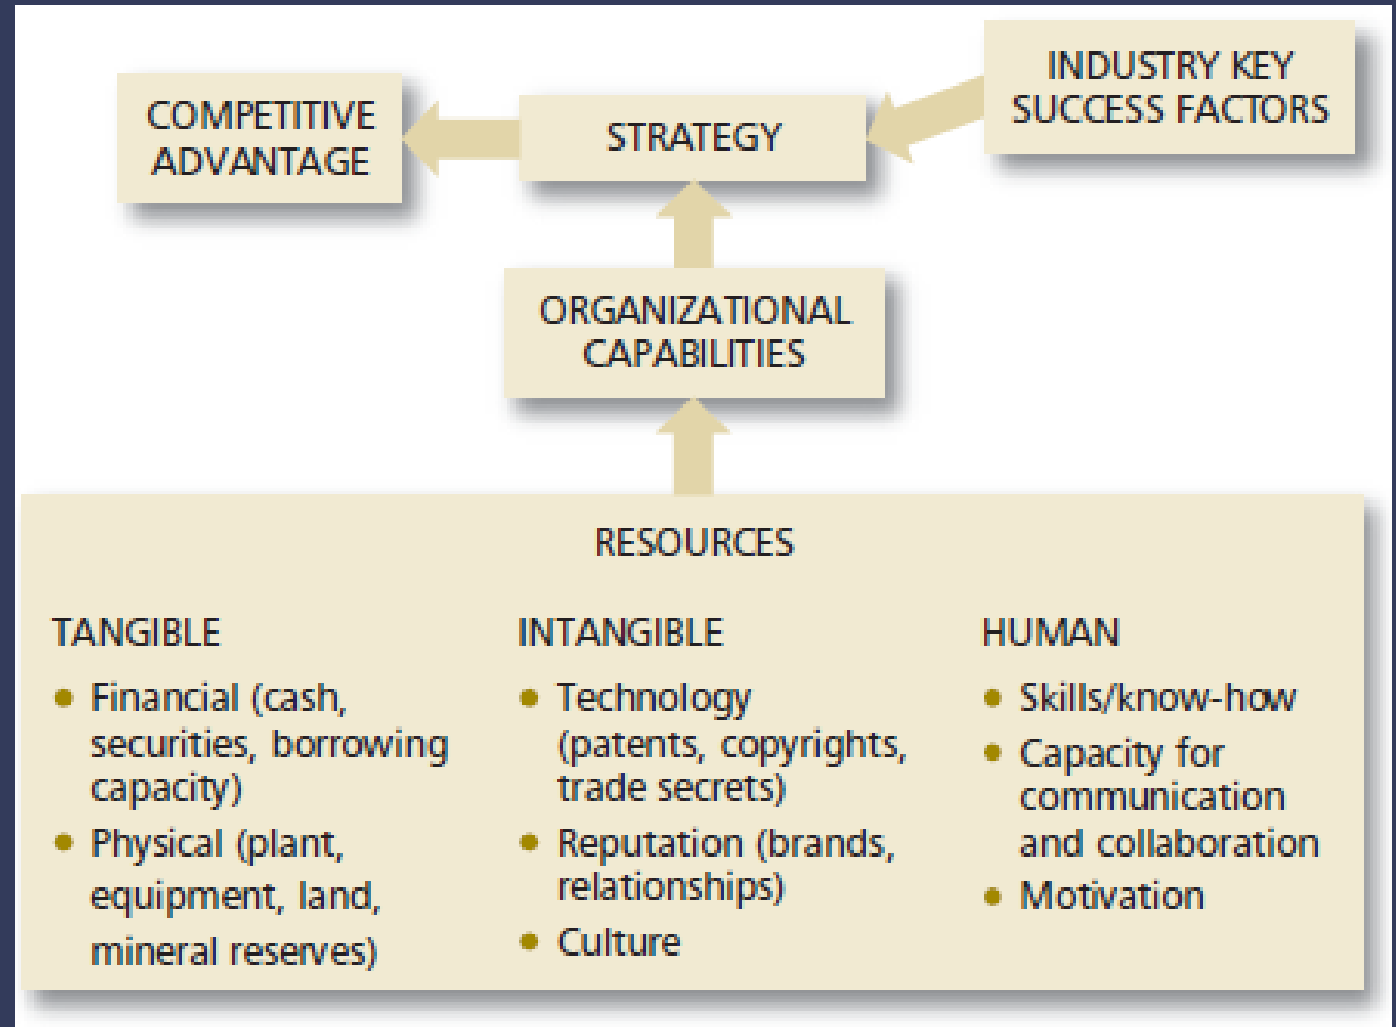 COMPETITIVE
ADVANTAGE
STRATEGY
INDUSTRY KEY
SUCCESS FACTORS
ORGANIZATIONAL
CAPABILITIES
RESOURCES
TANGIBLE
Financial (cash,
securities, borrowing
capacity)
Physical (plant,
equipment, land,
mineral reserves)
INTANGIBLE
Technology
(patents, copyrights,
trade secrets)
Reputation (brands,
relationships)
Culture
HUMAN
Skills/know-how
Capacity for
communication
and collaboration
Motivation